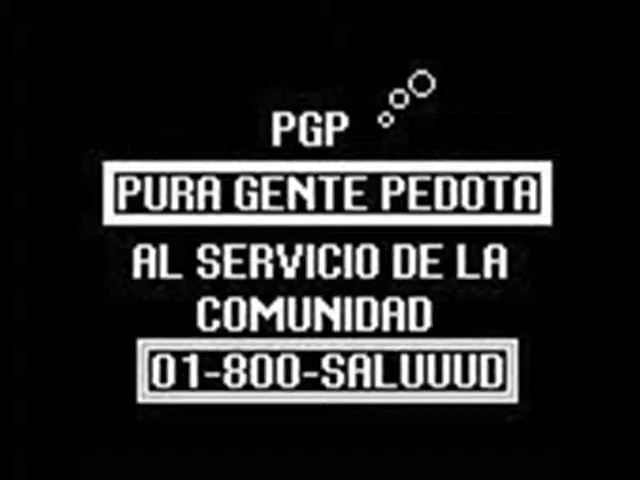 PGP
PURA GENTE PEDOTA
AL SERVICIO DE LA
COMUNIDAD
01-800-SALUUUD